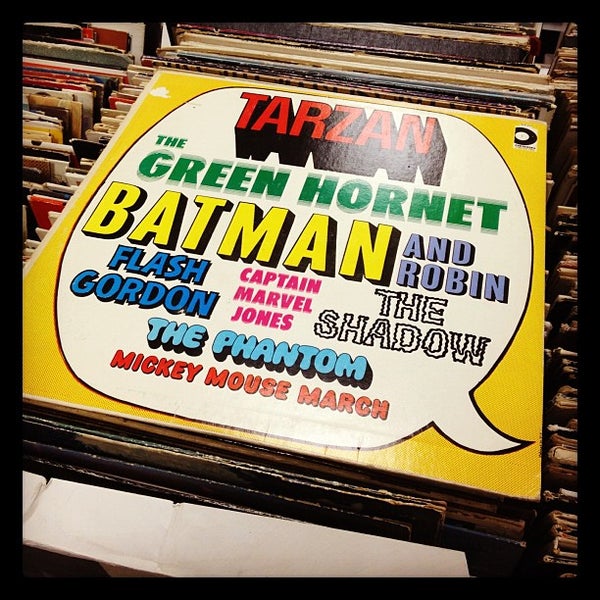 TARZAN
THE
GREEN HORNET
BATMAN AND ROBIN
FLASH GORDON
CAPTAIN MARVEL JONES
THE SHADOW
THE PHANTOM
MICKEY MOUSE MARCH